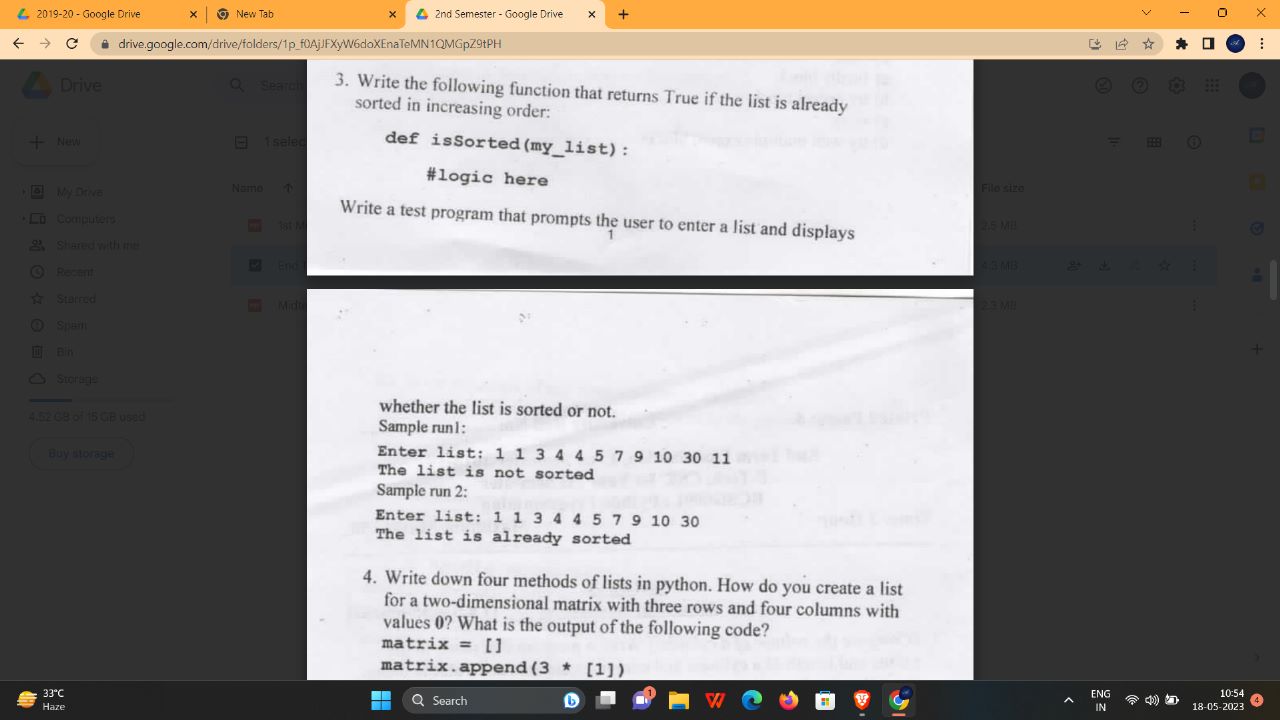 2019-20 - Google Drive
New Tab
2nd Semester - Google Drive
drive.google.com/drive/folders/1p_f0AjJFXyW6doXEnaTeMN1QMGpZ9tPH
Drive
Search
New
1 selec
My Drive
Computers
Shared with me
Recent
Starred
Spam
Bin
Storage
4.52 GB of 15 GB used
Buy storage
Name
File size
1st M
2.5 MB
End T
4.3 MB
Midte
2.3 MB
3. Write the following function that returns True if the list is already
sorted in increasing order:
def isSorted(my_list):
#logic here
Write a test program that prompts the user to enter a list and displays
1
whether the list is sorted or not.
Sample run1:
Enter list: 1 1 3 4 4 5 7 9 10 30 11
The list is not sorted
Sample run 2:
Enter list: 1 1 3 4 4 5 7 9 10 30
The list is already sorted
4. Write down four methods of lists in python. How do you create a list
for a two-dimensional matrix with three rows and four columns with
values 0? What is the output of the following code?
matrix = []
matrix.append(3 * [1])
33°C
Haze
Search
1
ENG
IN
10:54
18-05-2023
4